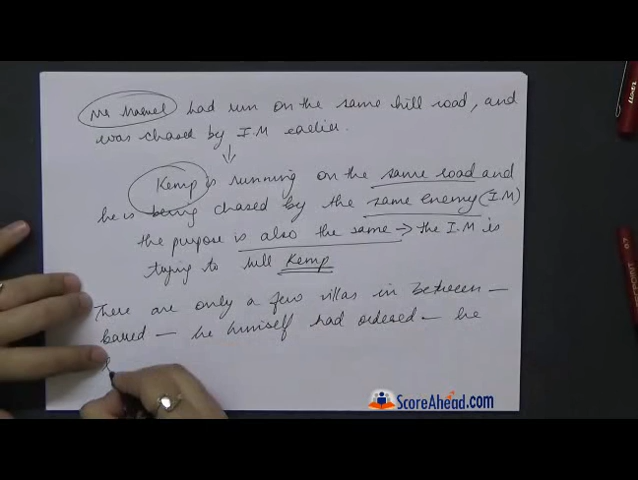 Mr Marvel had run on the same hill road, and
was chased by I.M earlier.
Kemp is running on the same road and
he is being chased by the same enemy (I.M)
the purpose is also the same → the I.M is
trying to kill Kemp
There are only a few villas in between —
barred — he himself had ordered — he
ScoreAhead.com